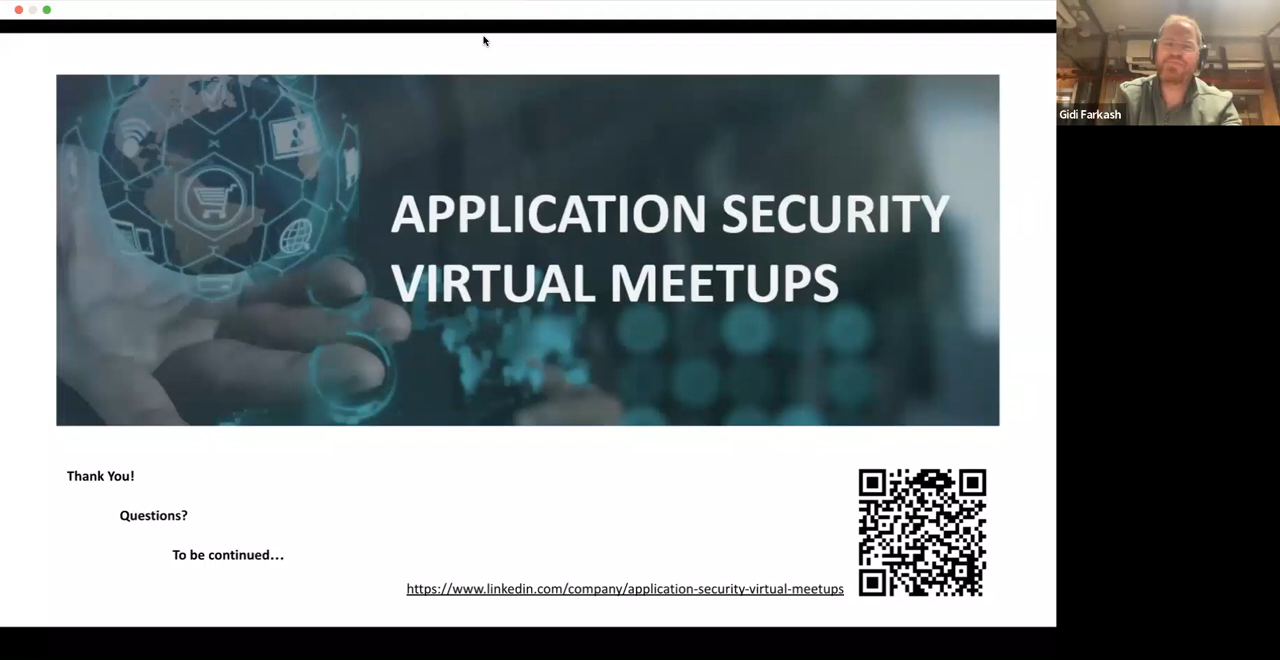 APPLICATION SECURITY
VIRTUAL MEETUPS
Thank You!
Questions?
To be continued...
https://www.linkedin.com/company/application-security-virtual-meetups
Gidi Farkash